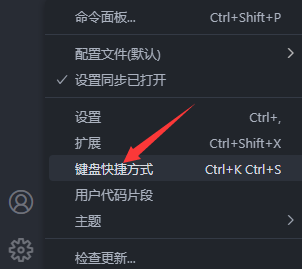 命令面板... Ctrl+Shift+P
配置文件(默认) >
✓ 设置同步已打开
设置 Ctrl+,
扩展 Ctrl+Shift+X
键盘快捷方式 Ctrl+K Ctrl+S
用户代码片段
主题 >
检查更新...